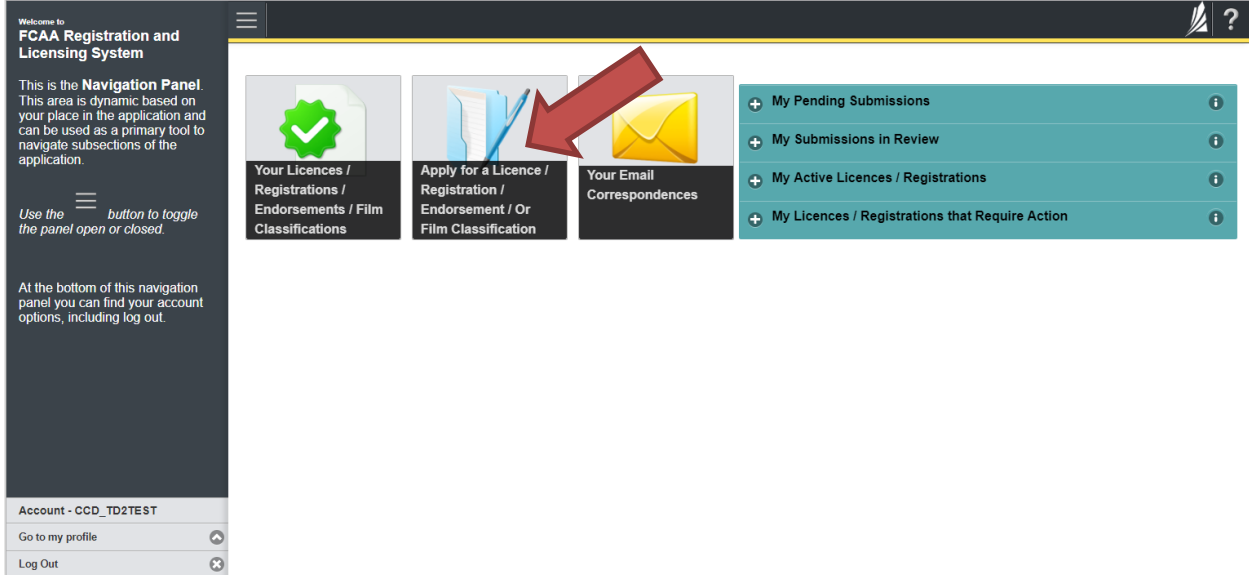 Welcome to
FCAA Registration and
Licensing System
This is the Navigation Panel.
This area is dynamic based on
your place in the application and
can be used as a primary tool to
navigate subsections of the
application.
Use the button to toggle
the panel open or closed.
At the bottom of this navigation
panel you can find your account
options, including log out.
Account - CCD_TD2TEST
Go to my profile
Log Out
?
Your Licences /
Registrations /
Endorsements / Film
Classifications
Apply for a Licence /
Registration /
Endorsement / Or
Film Classification
Your Email
Correspondences
My Pending Submissions
My Submissions in Review
My Active Licences / Registrations
My Licences / Registrations that Require Action